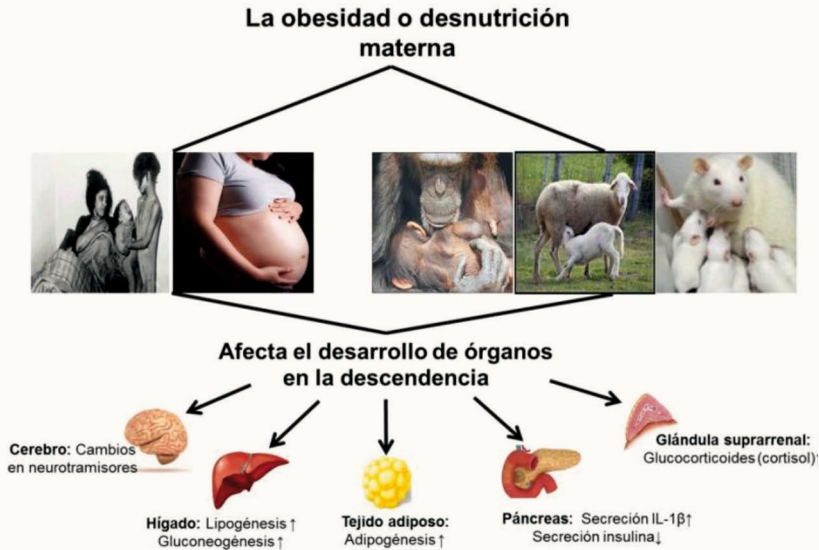 La obesidad o desnutrición
materna
Afecta el desarrollo de órganos
en la descendencia
Cerebro: Cambios
en neurotramisores
Hígado: Lipogénesis ↑
Gluconeogénesis ↑
Tejido adiposo:
Adipogénesis ↑
Páncreas: Secreción IL-1β↑
Secreción insulina↓
Glándula suprarrenal:
Glucocorticoides (cortisol)↑